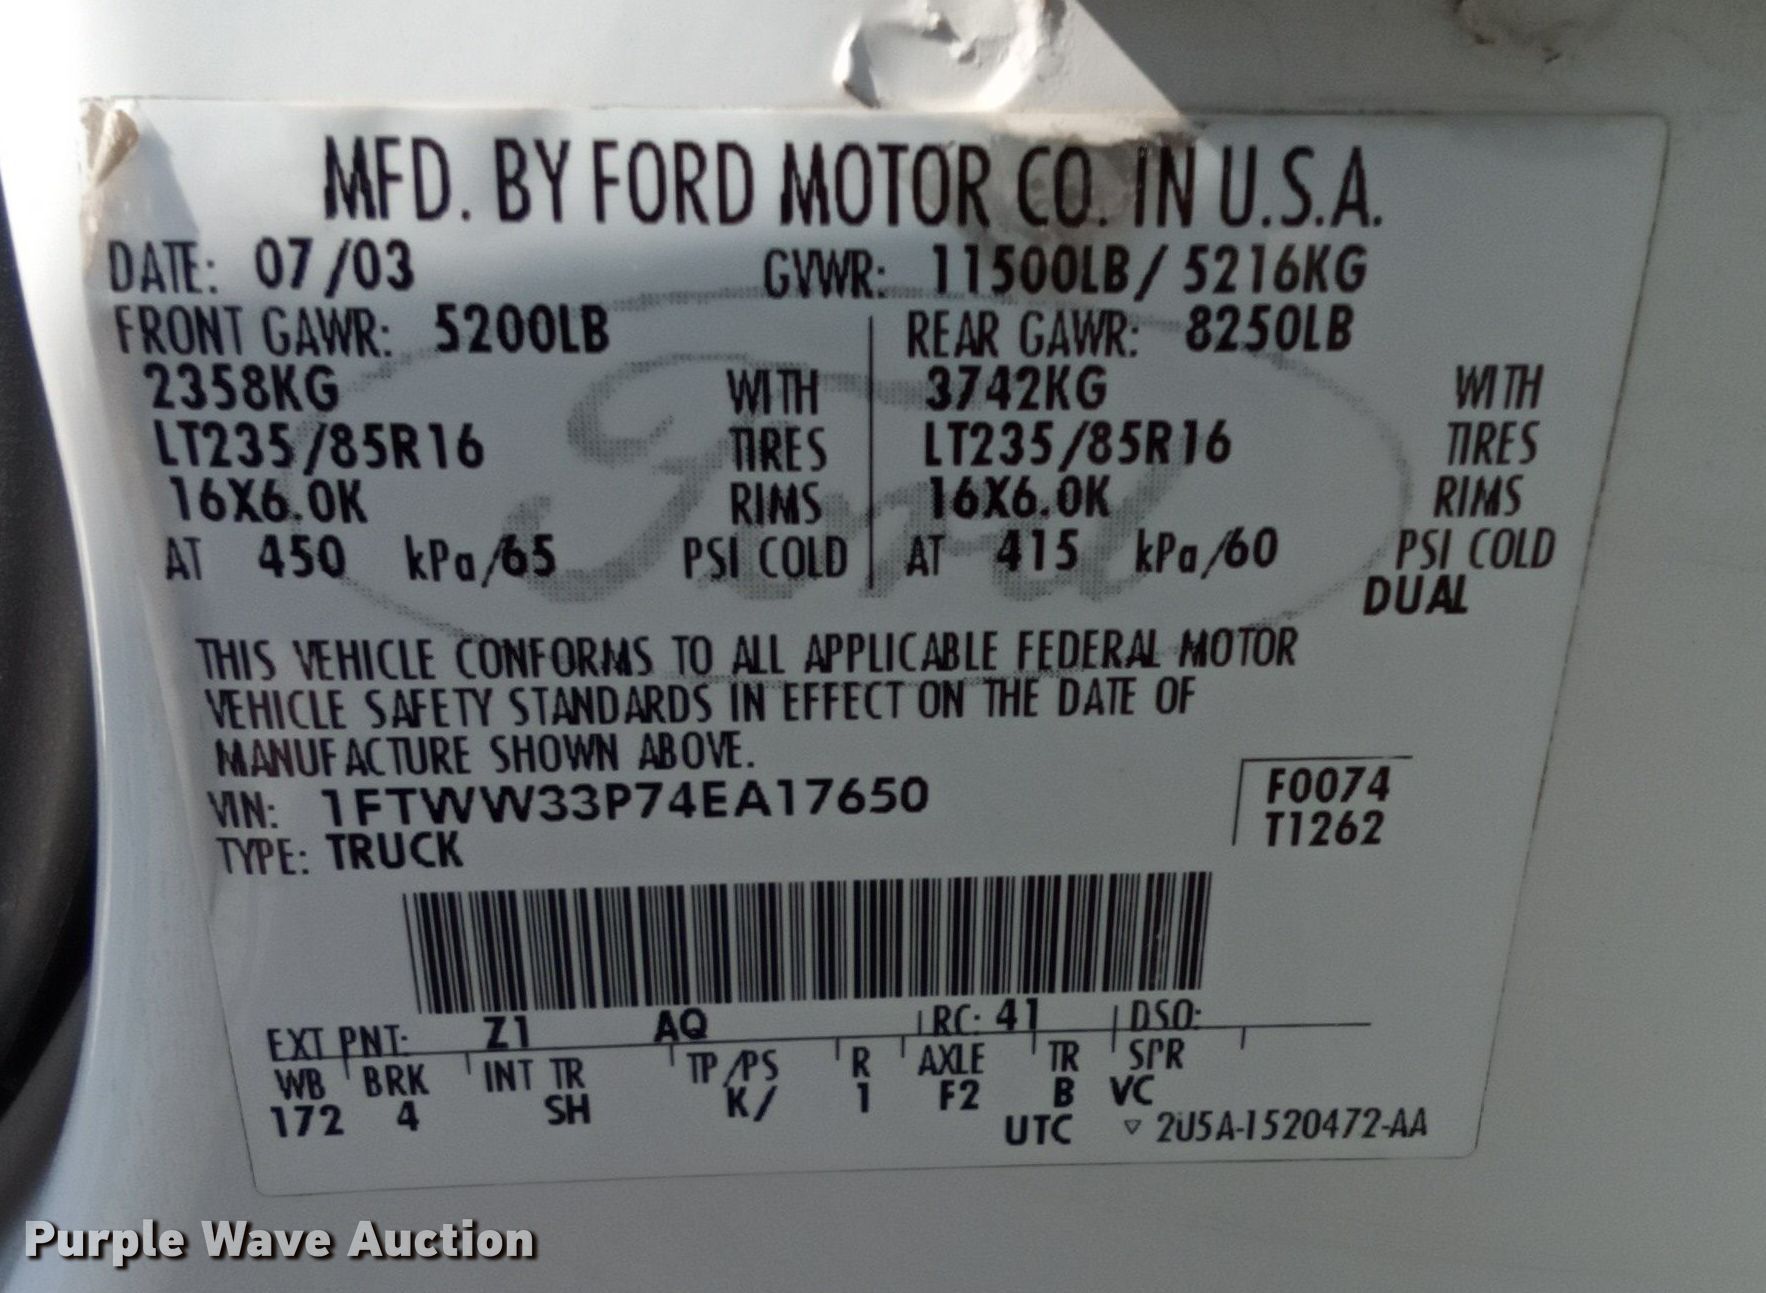 MFD. BY FORD MOTOR CO. IN U.S.A.
DATE: 07/03 GVWR: 11500LB/ 5216KG
FRONT GAWR: 5200LB REAR GAWR: 8250LB
2358KG WITH 3742KG WITH
LT235/85R16 TIRES LT235/85R16 TIRES
16X6.0K RIMS 16X6.0K RIMS
AT 450 kPa/65 PSI COLD AT 415 kPa/60 PSI COLD
DUAL
Ford
THIS VEHICLE CONFORMS TO ALL APPLICABLE FEDERAL MOTOR
VEHICLE SAFETY STANDARDS IN EFFECT ON THE DATE OF
MANUFACTURE SHOWN ABOVE.
VIN: 1FTWW33P74EA17650 F0074
TYPE: TRUCK T1262
EXT PNT: Z1 AQ RC: 41 DSO:
WB BRK INT TR TP/PS R AXLE TR SPR
172 4 SH K/ 1 F2 B VC
UTC ▽ 2U5A-1520472-AA
Purple Wave Auction